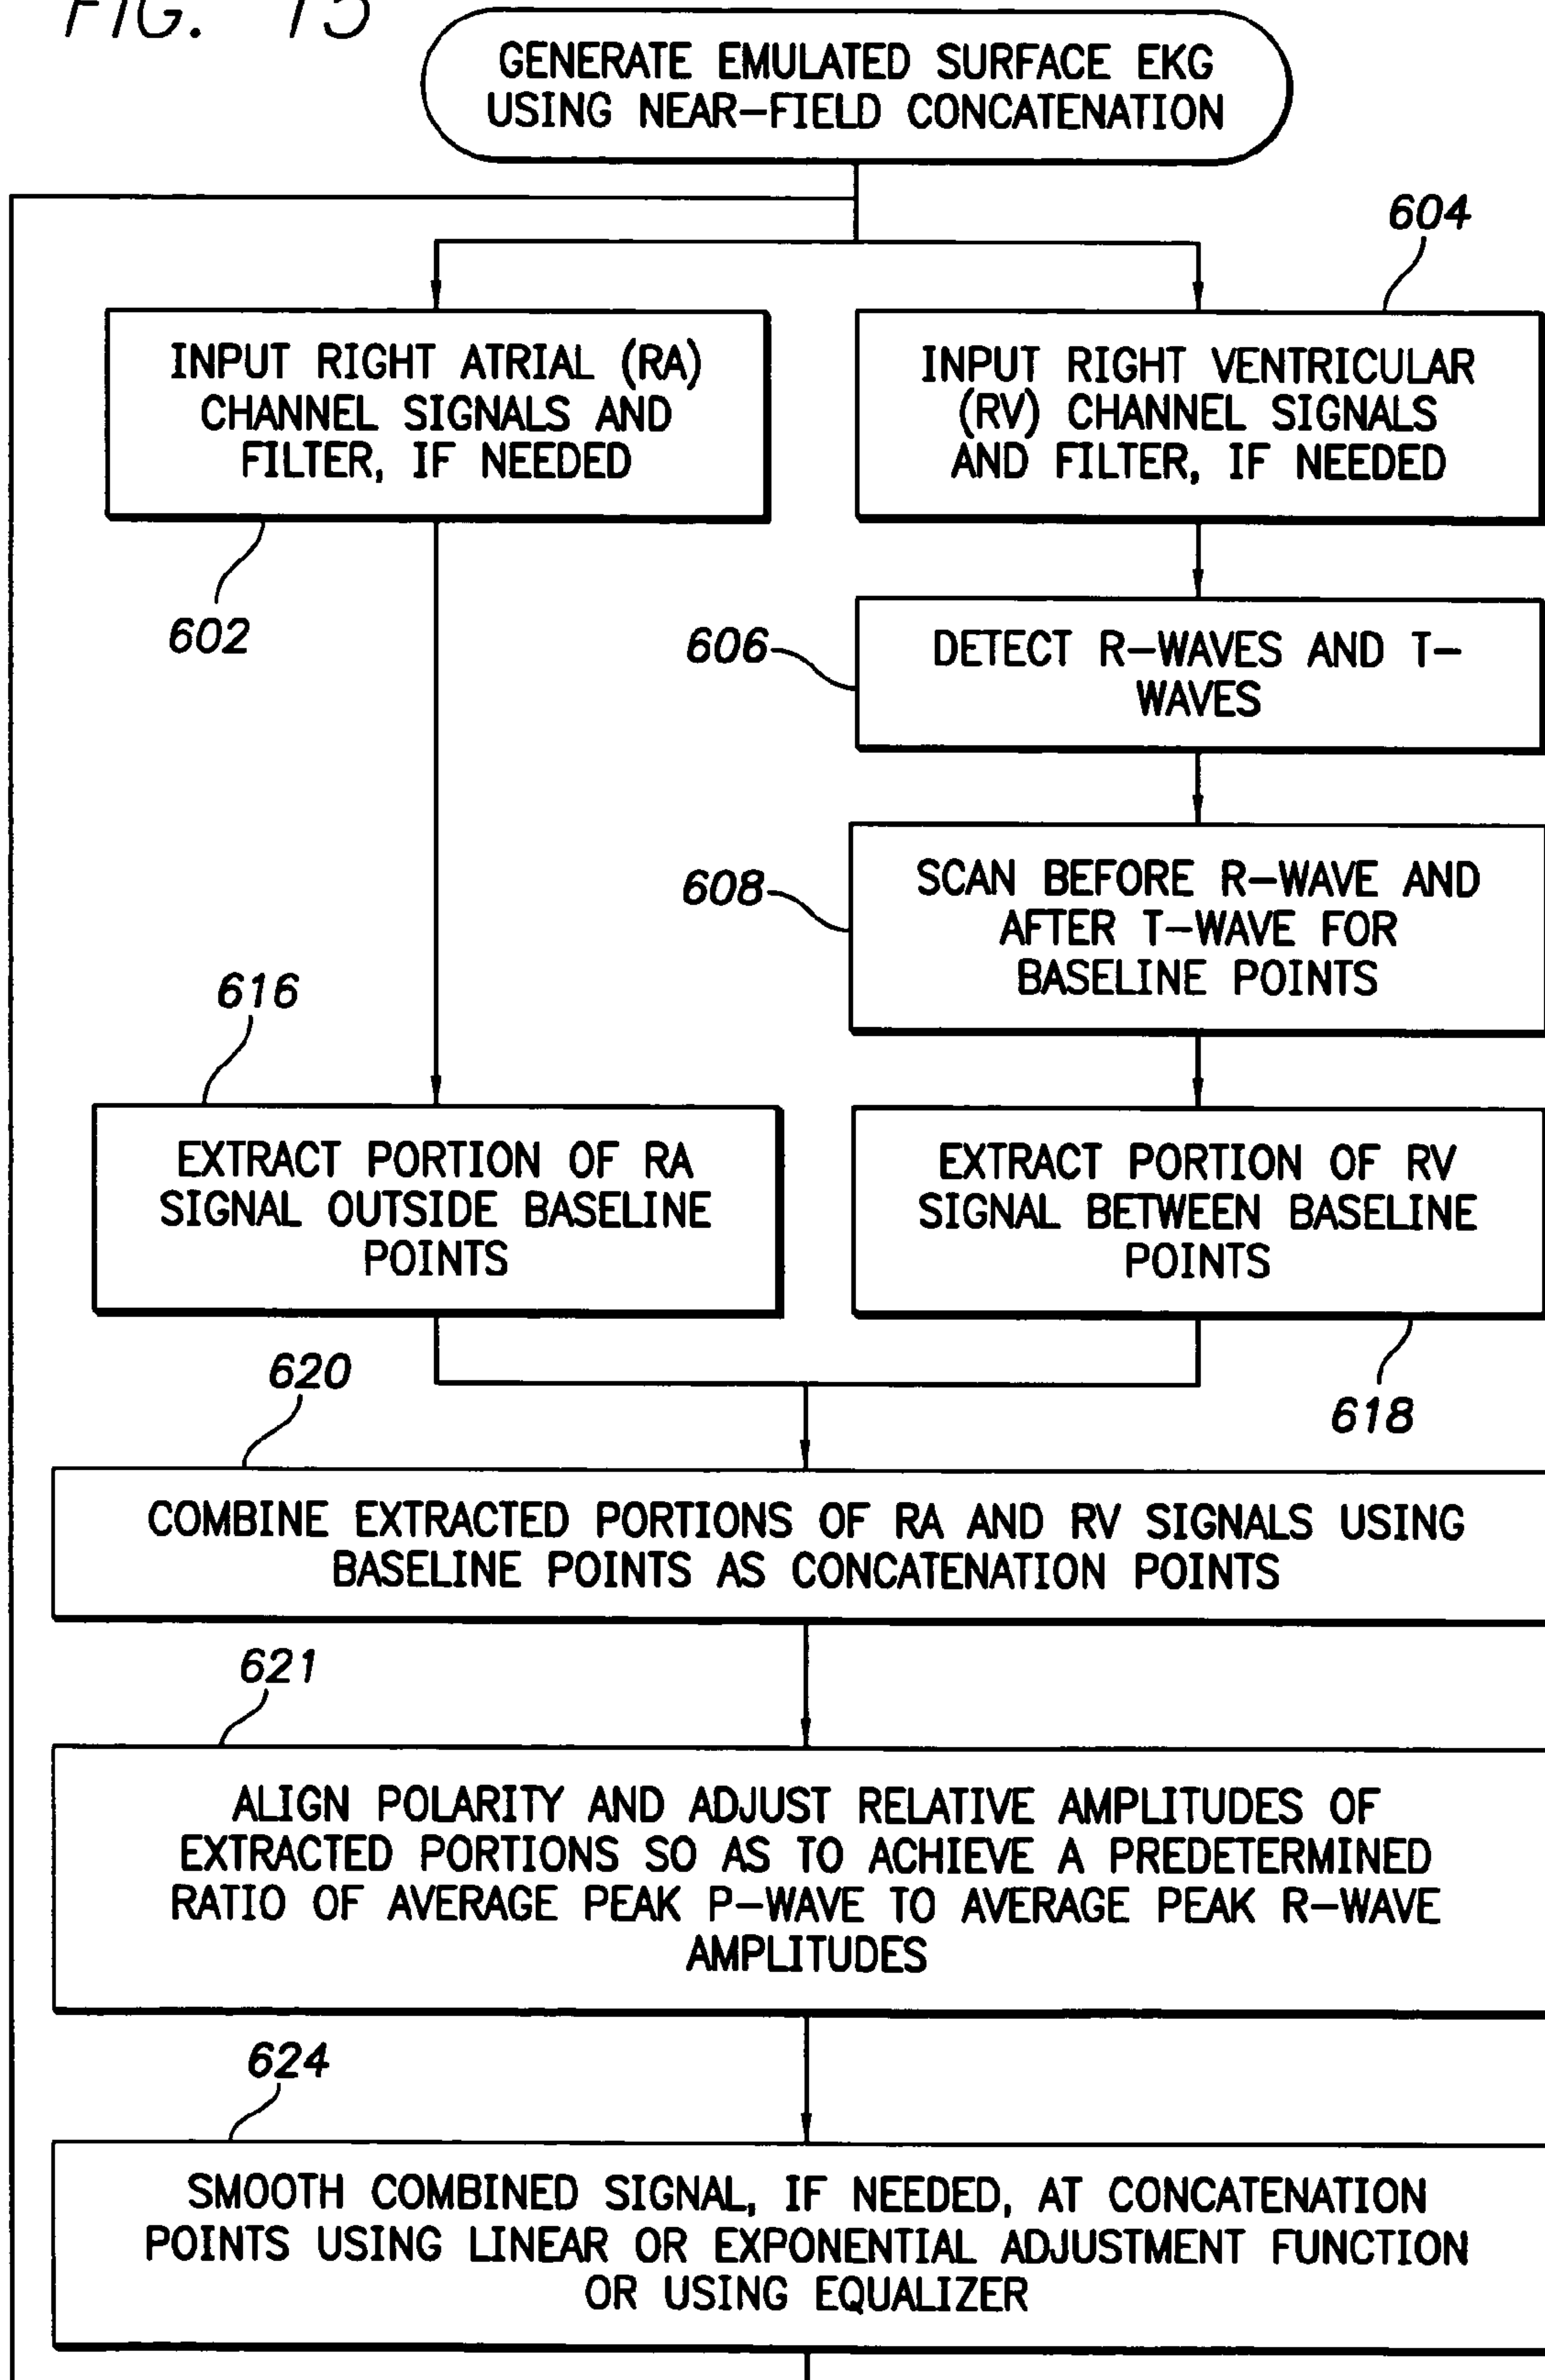 FIG. 15
GENERATE EMULATED SURFACE EKG
USING NEAR-FIELD CONCATENATION
604
INPUT RIGHT ATRIAL (RA)
CHANNEL SIGNALS AND
FILTER, IF NEEDED
INPUT RIGHT VENTRICULAR
(RV) CHANNEL SIGNALS
AND FILTER, IF NEEDED
602
606
DETECT R-WAVES AND T-
WAVES
608
SCAN BEFORE R-WAVE AND
AFTER T-WAVE FOR
BASELINE POINTS
616
EXTRACT PORTION OF RA
SIGNAL OUTSIDE BASELINE
POINTS
EXTRACT PORTION OF RV
SIGNAL BETWEEN BASELINE
POINTS
620
618
COMBINE EXTRACTED PORTIONS OF RA AND RV SIGNALS USING
BASELINE POINTS AS CONCATENATION POINTS
621
ALIGN POLARITY AND ADJUST RELATIVE AMPLITUDES OF
EXTRACTED PORTIONS SO AS TO ACHIEVE A PREDETERMINED
RATIO OF AVERAGE PEAK P-WAVE TO AVERAGE PEAK R-WAVE
AMPLITUDES
624
SMOOTH COMBINED SIGNAL, IF NEEDED, AT CONCATENATION
POINTS USING LINEAR OR EXPONENTIAL ADJUSTMENT FUNCTION
OR USING EQUALIZER